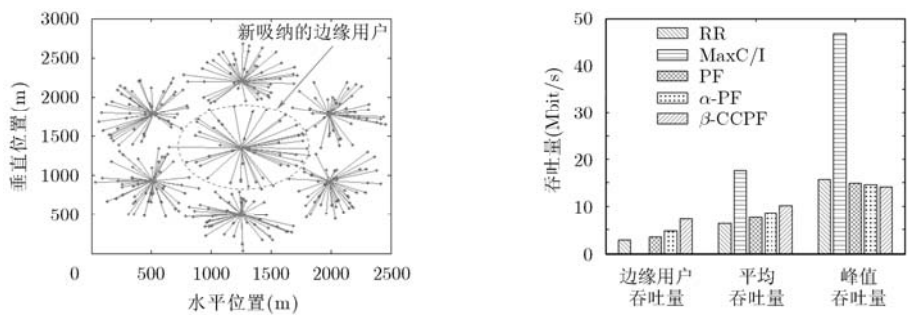 3000
2500
2000
1500
1000
500
0
垂直位置(m)
新吸纳的边缘用户
500
1000
1500
2000
2500
水平位置(m)
50
40
30
20
10
0
吞吐量(Mbit/s)
RR
MaxC/I
PF
α-PF
β-CCPF
边缘用户
吞吐量
平均
吞吐量
峰值
吞吐量